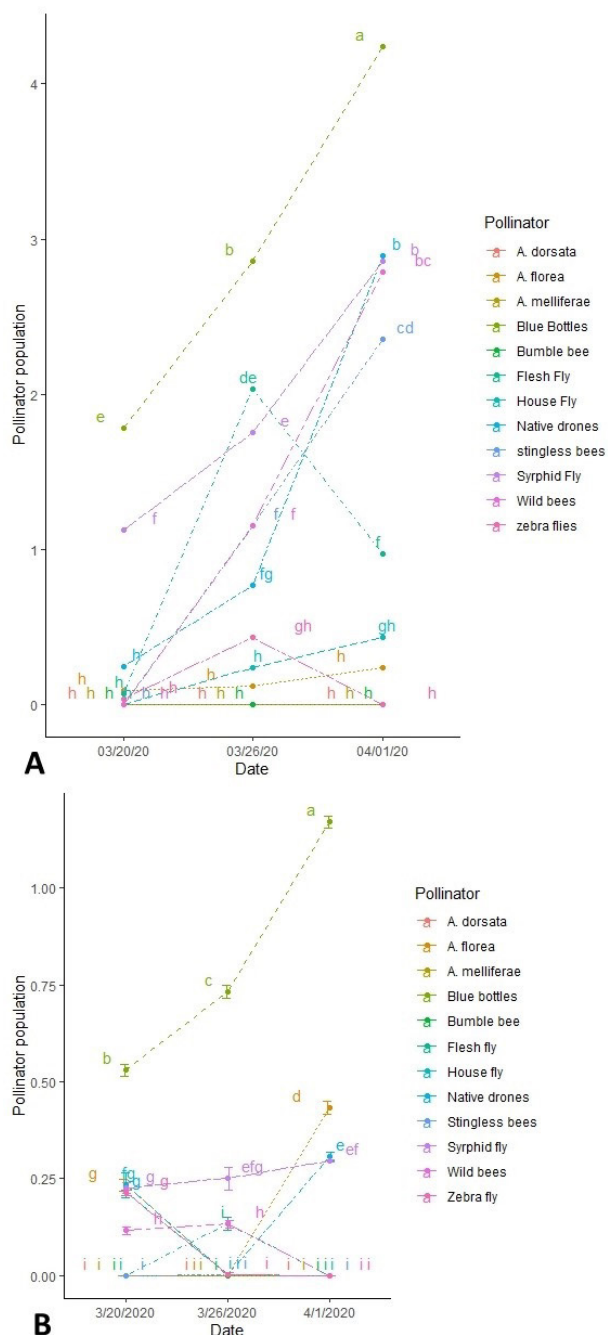 a
4
b
3
b
b
bc
cd
de
2
e
e
f
f
f
f
1
fg
gh
gh
h
h
h
h
h
h
h h h h h h h h h h h h h h
0
03/20/20
03/26/20
04/01/20
Date
Pollinator population
A
Pollinator
a A. dorsata
a A. florea
a A. melliferae
a Blue Bottles
a Bumble bee
a Flesh Fly
a House Fly
a Native drones
a stingless bees
a Syrphid Fly
a Wild bees
a zebra flies
a
1.00
c
0.75
b
0.50
d
e
ef
g
fg
g
g
g
efg
0.25
h
i
h
i i i i i i i i i i i i i i i i i i i
0.00
3/20/2020
3/26/2020
4/1/2020
Date
Pollinator population
B
Pollinator
a A. dorsata
a A. florea
a A. melliferae
a Blue bottles
a Bumble bee
a Flesh fly
a House fly
a Native drones
a Stingless bees
a Syrphid fly
a Wild bees
a Zebra fly